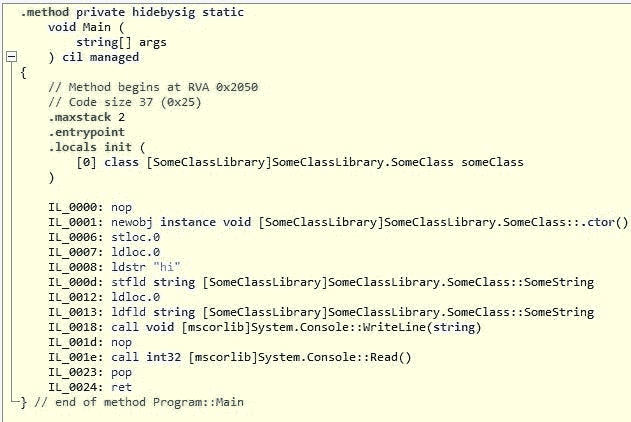 .method private hidebysig static
void Main (
string[] args
) cil managed
{
// Method begins at RVA 0x2050
// Code size 37 (0x25)
.maxstack 2
.entrypoint
.locals init (
[0] class [SomeClassLibrary]SomeClassLibrary.SomeClass someClass
)
IL_0000: nop
IL_0001: newobj instance void [SomeClassLibrary]SomeClassLibrary.SomeClass::.ctor()
IL_0006: stloc.0
IL_0007: ldloc.0
IL_0008: ldstr "hi"
IL_000d: stfld string [SomeClassLibrary]SomeClassLibrary.SomeClass::SomeString
IL_0012: ldloc.0
IL_0013: ldfld string [SomeClassLibrary]SomeClassLibrary.SomeClass::SomeString
IL_0018: call void [mscorlib]System.Console::WriteLine(string)
IL_001d: nop
IL_001e: call int32 [mscorlib]System.Console::Read()
IL_0023: pop
IL_0024: ret
} // end of method Program::Main